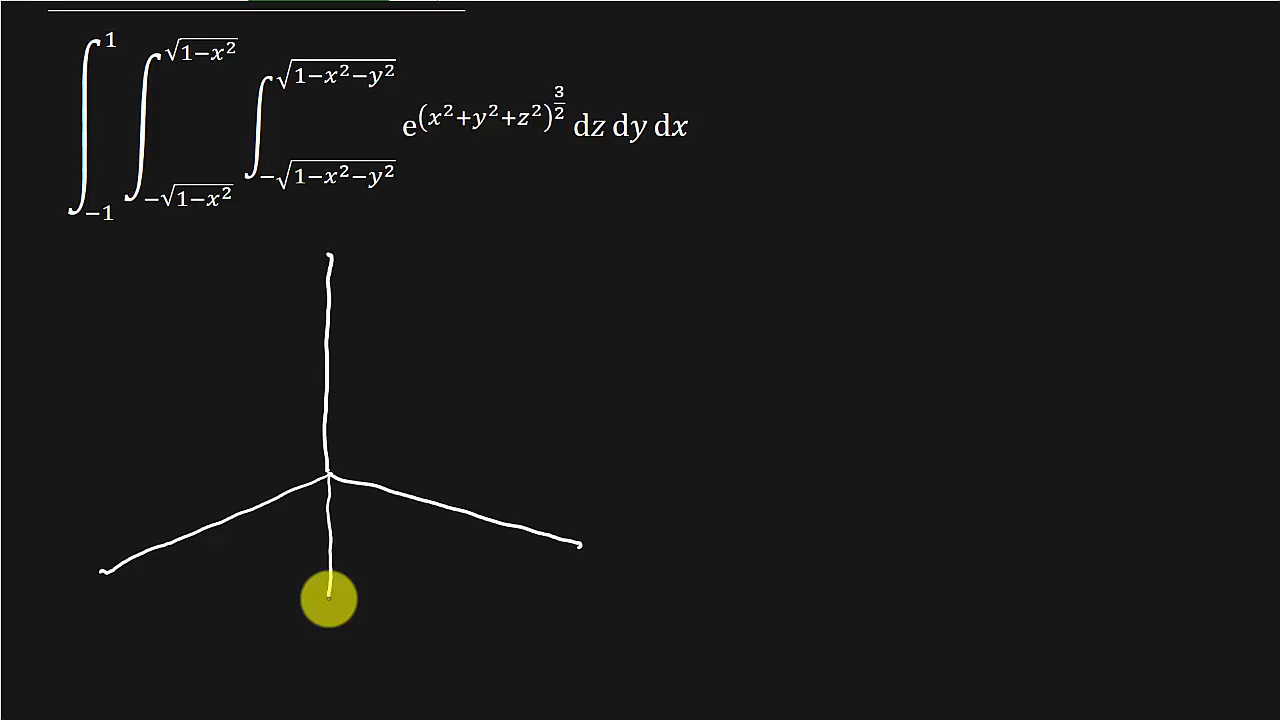 ∫_{-1}^{1} ∫_{-√(1-x²)}^{√(1-x²)} ∫_{-√(1-x²-y²)}^{√(1-x²-y²)} e^{(x²+y²+z²)^{3/2}} dz dy dx